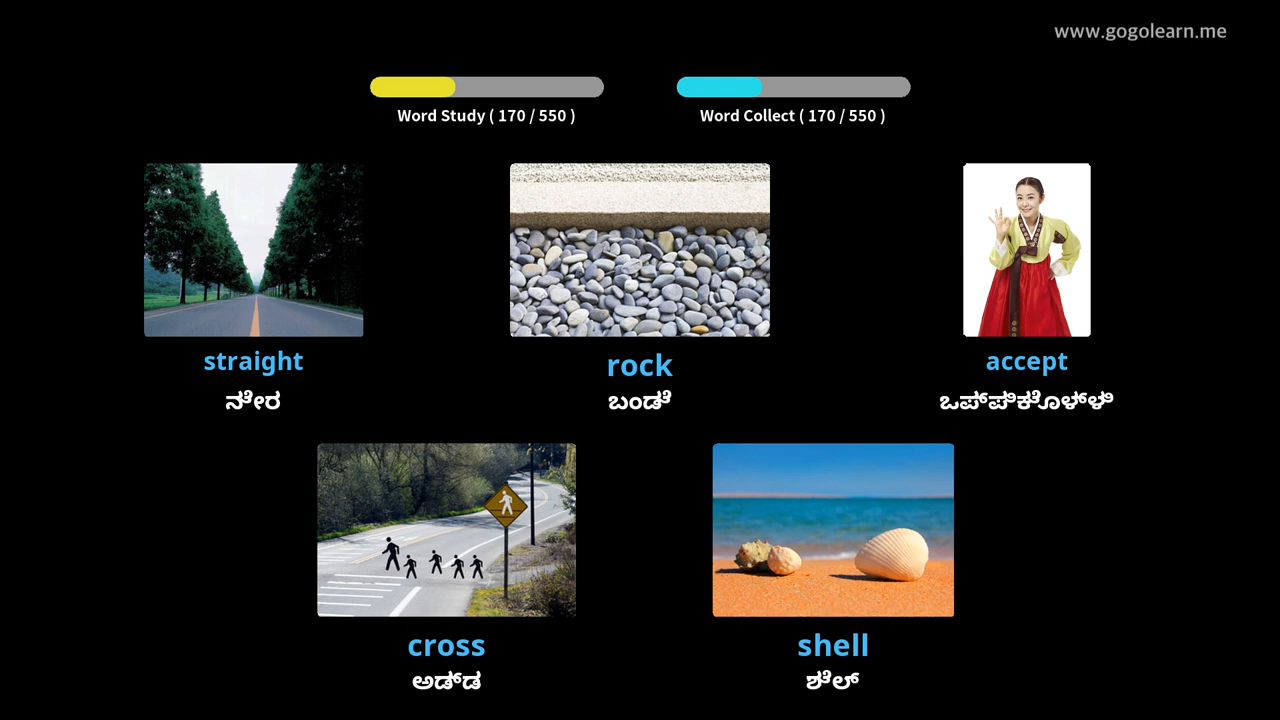 www.gogolearn.me
Word Study ( 170 / 550 )
Word Collect ( 170 / 550 )
straight
ನೇರ
rock
ಬಂಡೆ
accept
ಒಪ್ಪಿಕೊಳ್ಳಿ
cross
ಅಡ್ಡ
shell
ಶೆಲ್